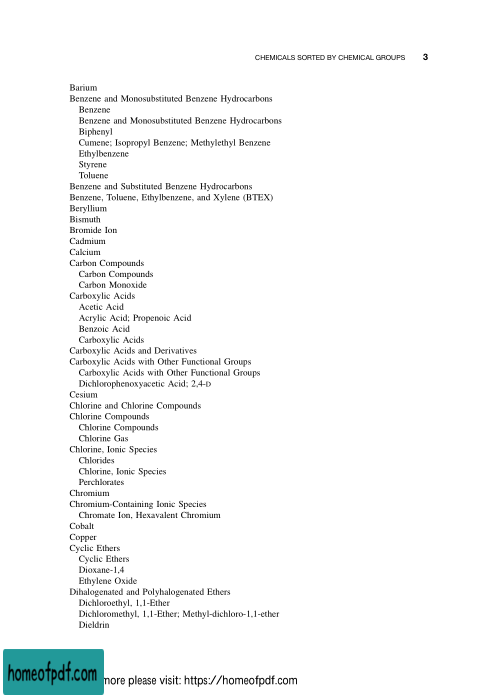 CHEMICALS SORTED BY CHEMICAL GROUPS 3
Barium
Benzene and Monosubstituted Benzene Hydrocarbons
Benzene
Benzene and Monosubstituted Benzene Hydrocarbons
Biphenyl
Cumene; Isopropyl Benzene; Methylethyl Benzene
Ethylbenzene
Styrene
Toluene
Benzene and Substituted Benzene Hydrocarbons
Benzene, Toluene, Ethylbenzene, and Xylene (BTEX)
Beryllium
Bismuth
Bromide Ion
Cadmium
Calcium
Carbon Compounds
Carbon Compounds
Carbon Monoxide
Carboxylic Acids
Acetic Acid
Acrylic Acid; Propenoic Acid
Benzoic Acid
Carboxylic Acids
Carboxylic Acids and Derivatives
Carboxylic Acids with Other Functional Groups
Carboxylic Acids with Other Functional Groups
Dichlorophenoxyacetic Acid; 2,4-D
Cesium
Chlorine and Chlorine Compounds
Chlorine Compounds
Chlorine Compounds
Chlorine Gas
Chlorine, Ionic Species
Chlorides
Chlorine, Ionic Species
Perchlorates
Chromium
Chromium-Containing Ionic Species
Chromate Ion, Hexavalent Chromium
Cobalt
Copper
Cyclic Ethers
Cyclic Ethers
Dioxane-1,4
Ethylene Oxide
Dihalogenated and Polyhalogenated Ethers
Dichloroethyl, 1,1-Ether
Dichloromethyl, 1,1-Ether; Methyl-dichloro-1,1-ether
Dieldrin
homeofpdf.com more please visit: https://homeofpdf.com